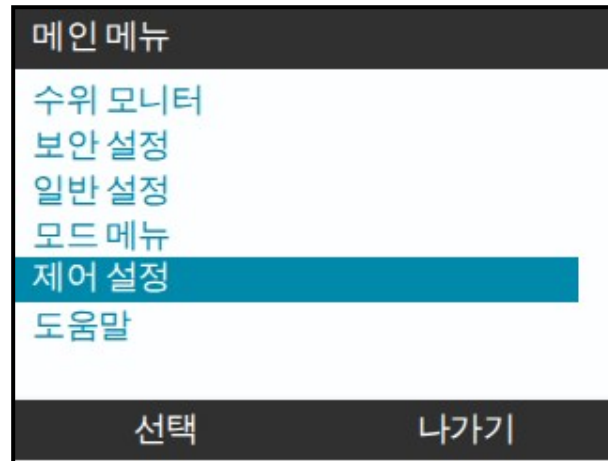 메인 메뉴
수위 모니터
보안 설정
일반 설정
모드 메뉴
제어 설정
도움말
선택 나가기